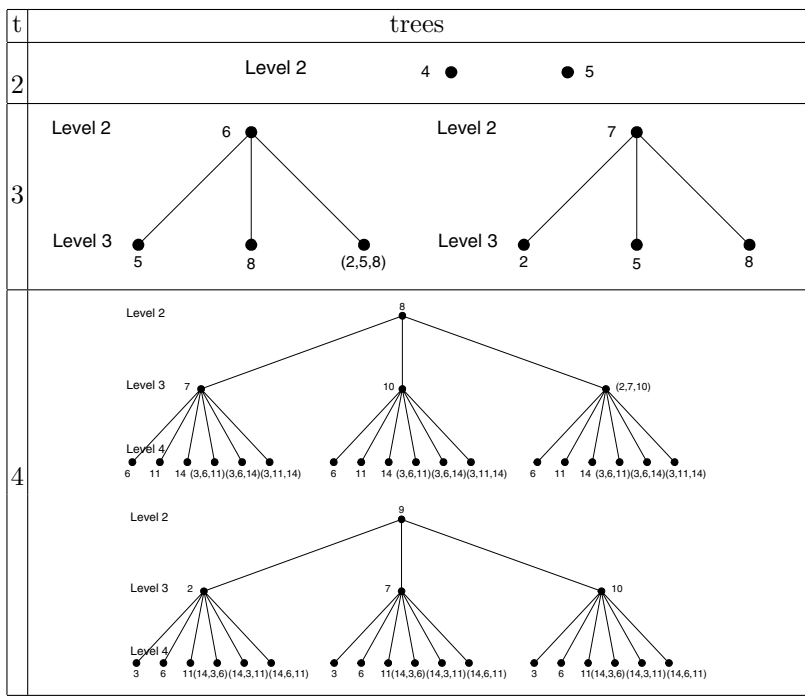 t trees
2 Level 2 4 5
3 Level 2 6 Level 2 7
Level 3 5 8 (2,5,8) Level 3 2 5 8
4
Level 2 8
Level 3 7 10 (2,7,10)
Level 4
6 11 14 (3,6,11)(3,6,14)(3,11,14) 6 11 14 (3,6,11)(3,6,14)(3,11,14) 6 11 14 (3,6,11)(3,6,14)(3,11,14)
Level 2 9
Level 3 2 7 10
Level 4
3 6 11(14,3,6)(14,3,11)(14,6,11) 3 6 11(14,3,6)(14,3,11)(14,6,11) 3 6 11(14,3,6)(14,3,11)(14,6,11)